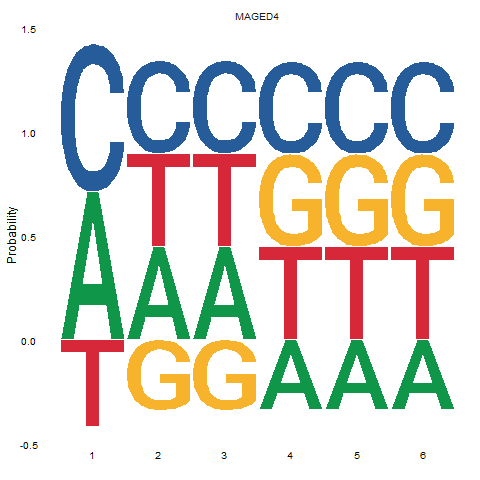 MAGED4
1.5
1.0
0.5
0.0
-0.5
Probability
C C C C C C
A T T G G G
T A A T T T
G G A A A
1 2 3 4 5 6